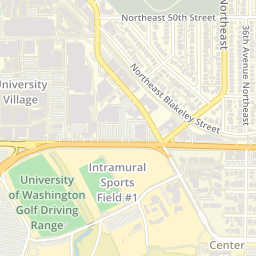 Northeast 50th Street
Northeast
36th Avenue Northeast
Northeast Blakeley Street
University
Village
Intramural
Sports
Field #1
University
of Washington
Golf Driving
Range
Center